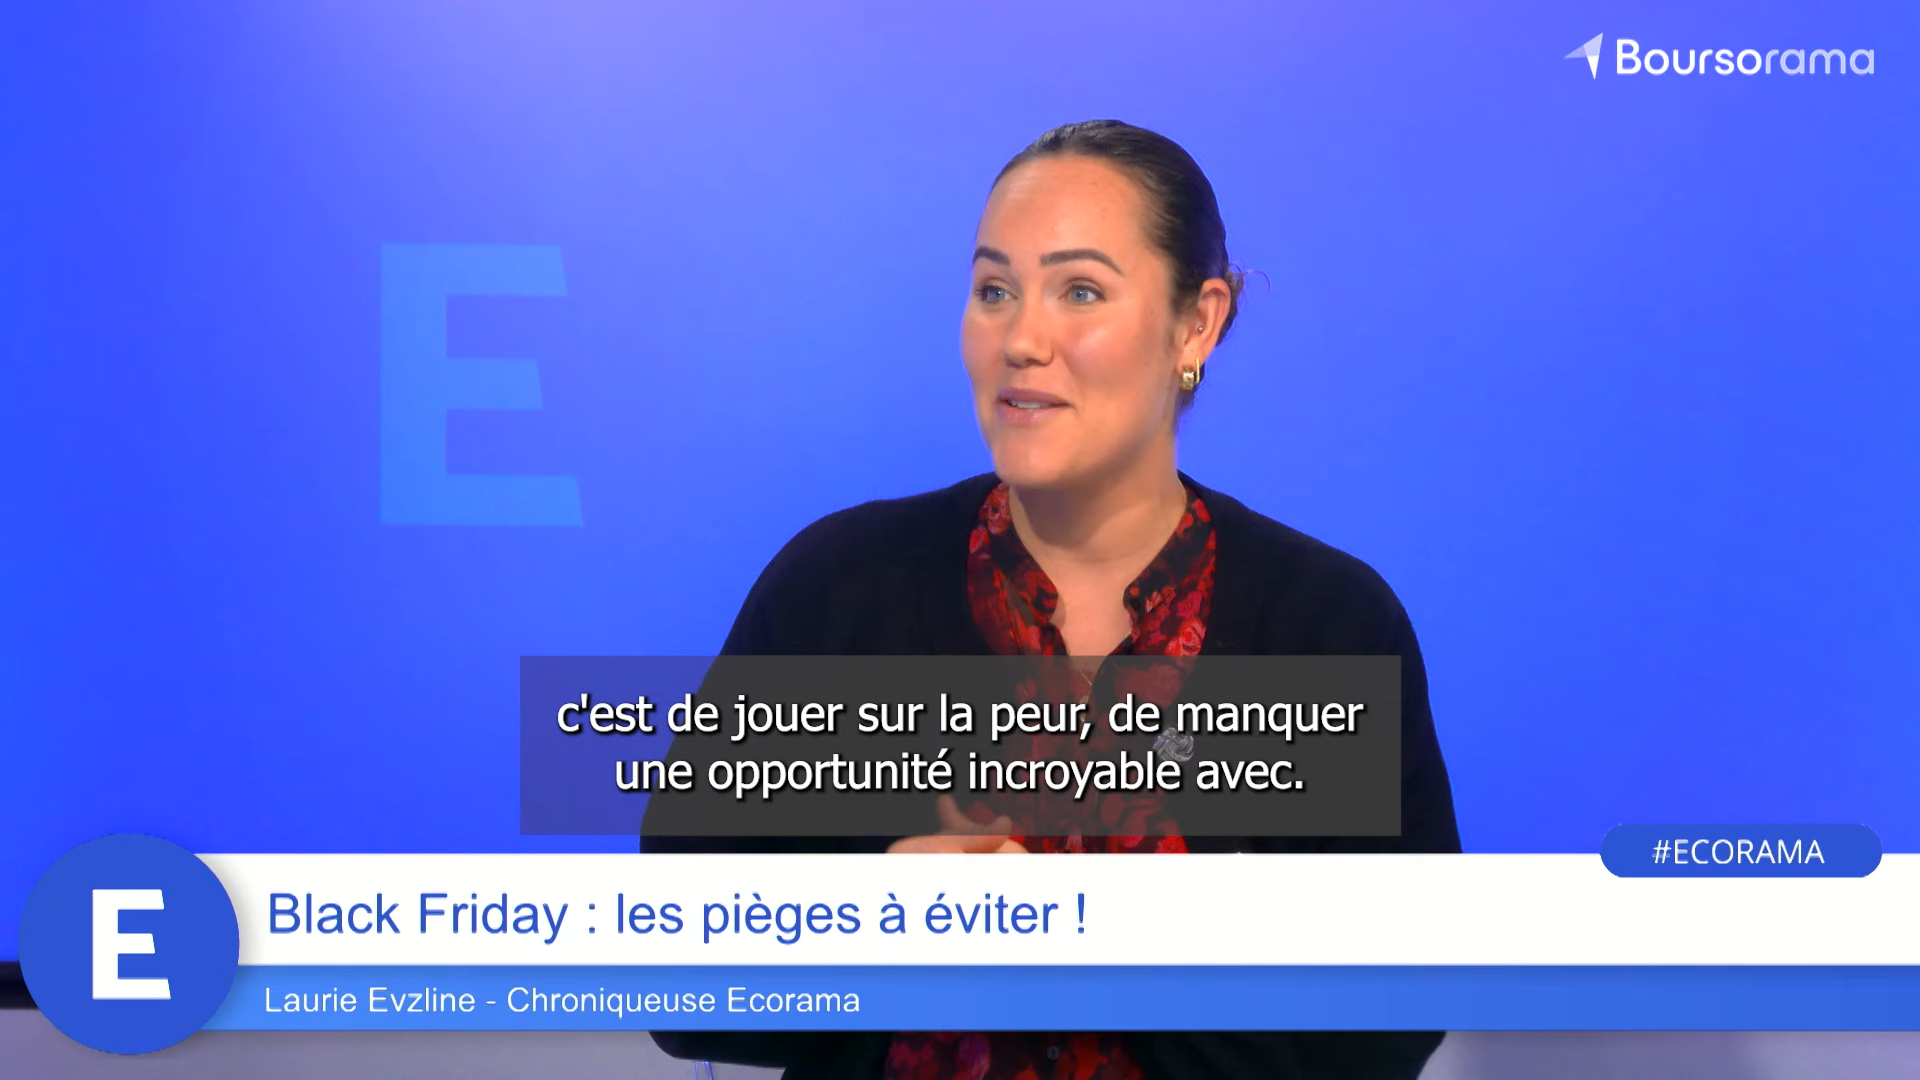 Boursorama
E
c'est de jouer sur la peur, de manquer
une opportunité incroyable avec.
#ECORAMA
E
Black Friday : les pièges à éviter !
Laurie Evzline - Chroniqueuse Ecorama